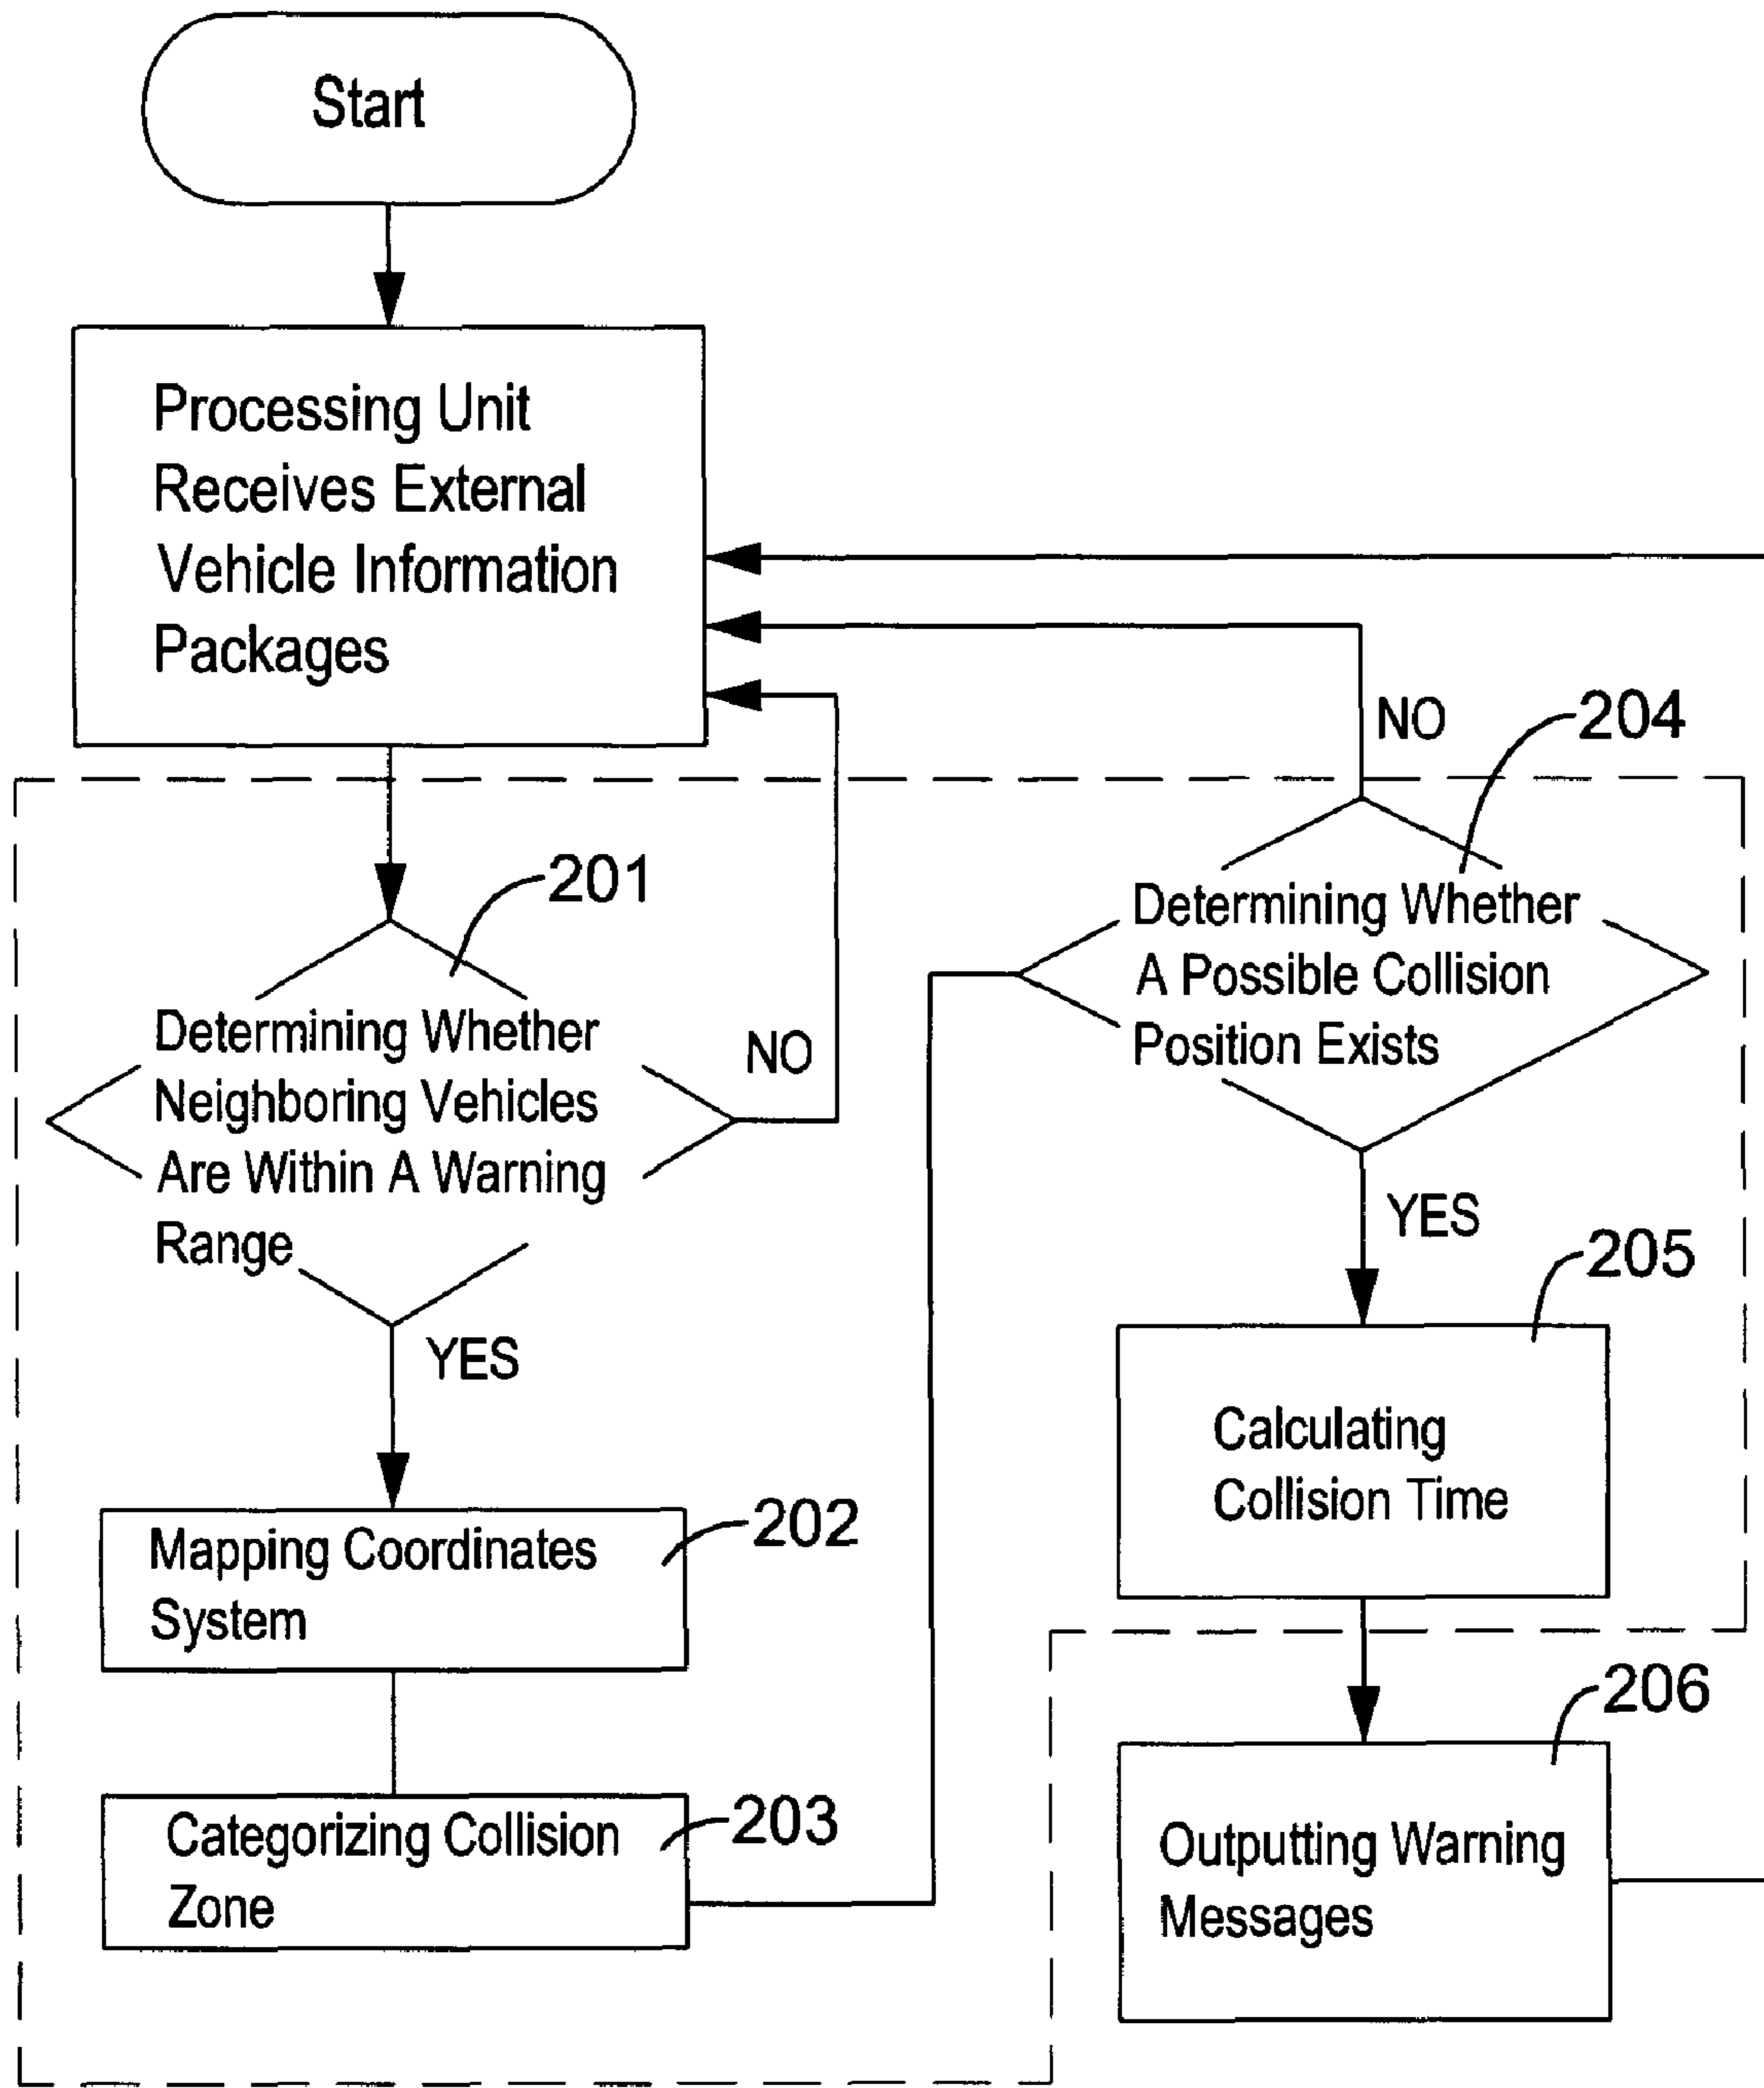 Start
Processing Unit
Receives External
Vehicle Information
Packages
201
Determining Whether
Neighboring Vehicles
Are Within A Warning
Range
NO
YES
Mapping Coordinates
System
202
Categorizing Collision
Zone
203
NO
204
Determining Whether
A Possible Collision
Position Exists
YES
205
Calculating
Collision Time
206
Outputting Warning
Messages